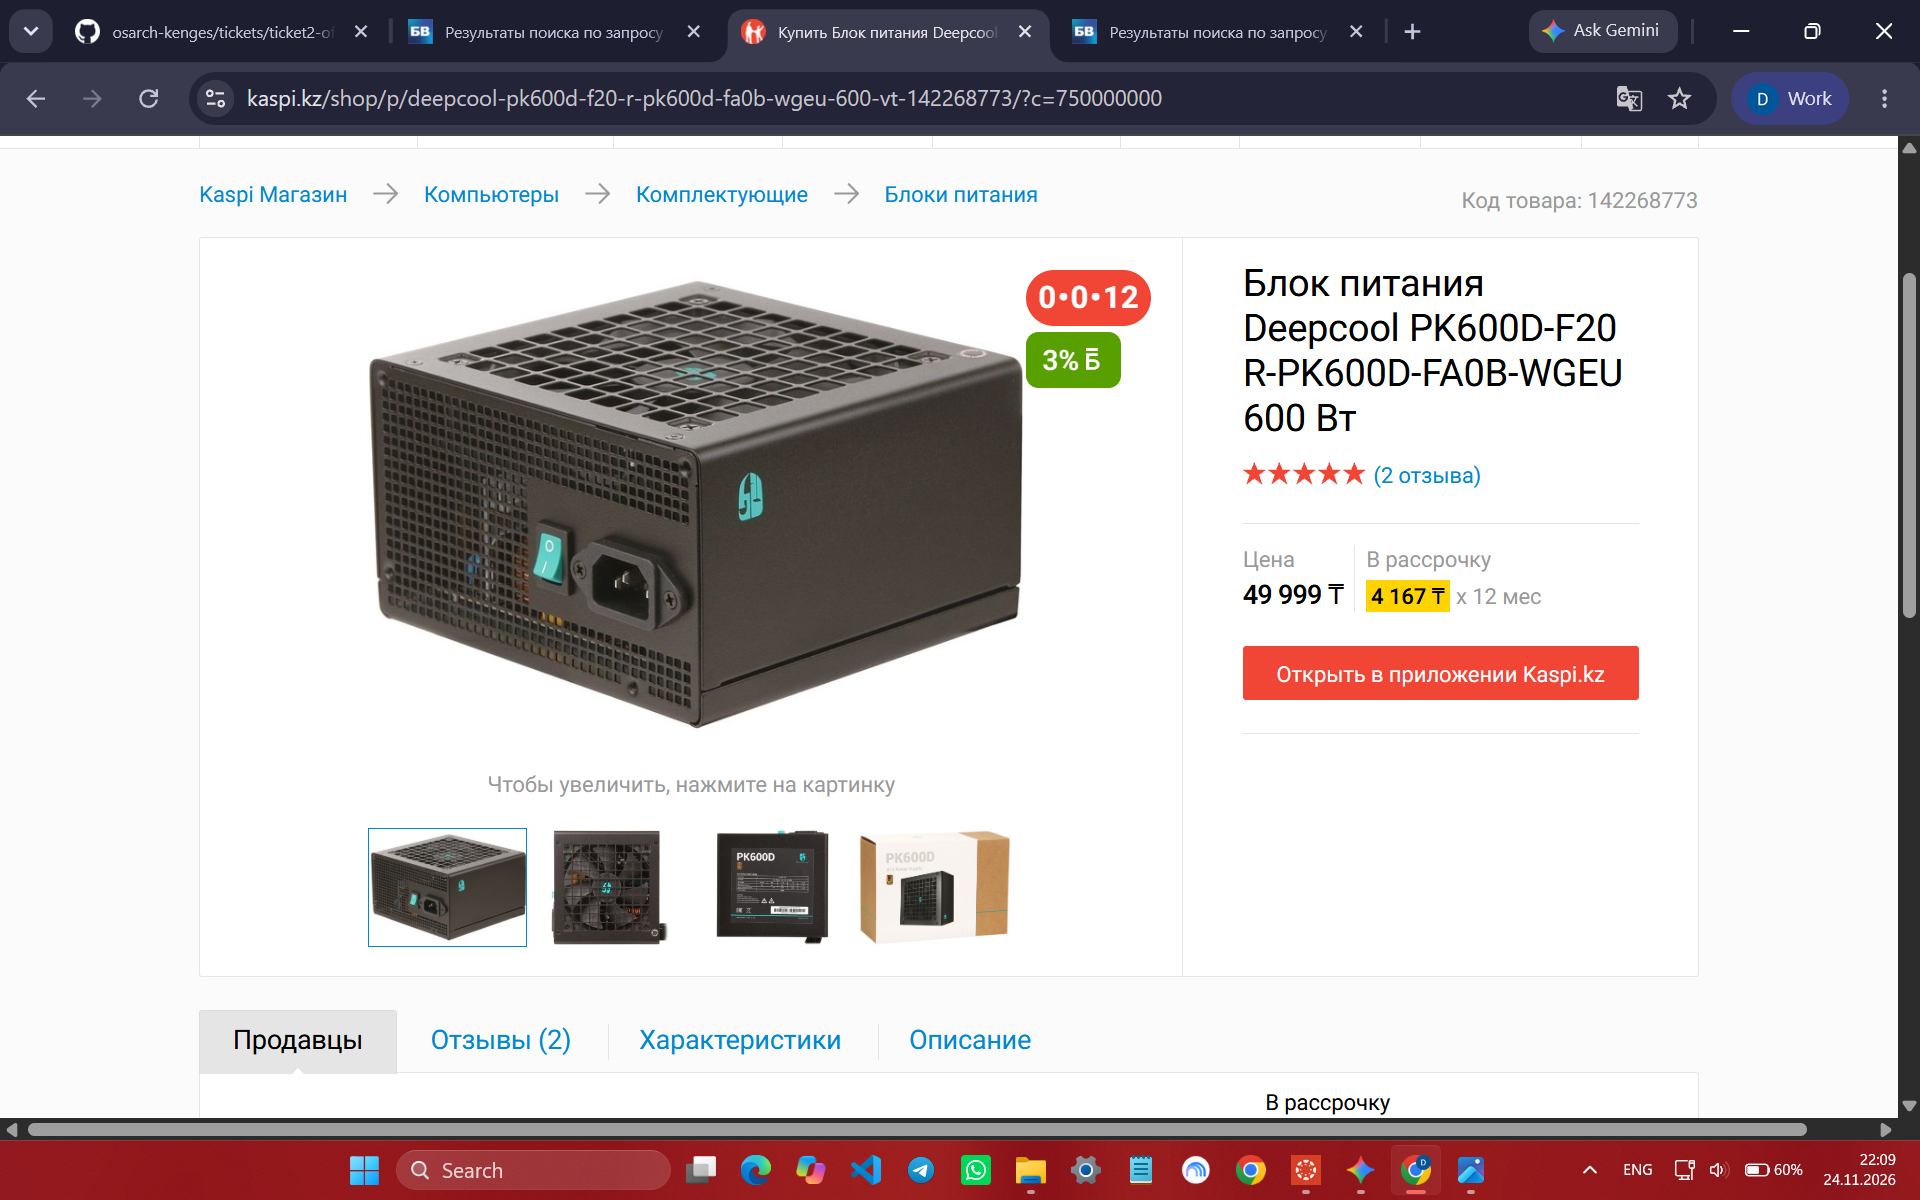 osarch-kenges/tickets/ticket2-of
Результаты поиска по запросу
Купить Блок питания Deepcool
Результаты поиска по запросу
Ask Gemini
kaspi.kz/shop/p/deepcool-pk600d-f20-r-pk600d-fa0b-wgeu-600-vt-142268773/?c=750000000
D Work
Kaspi Магазин → Компьютеры → Комплектующие → Блоки питания
Код товара: 142268773
0•0•12
3% Б
Блок питания
Deepcool PK600D-F20
R-PK600D-FA0B-WGEU
600 Вт
(2 отзыва)
Цена
В рассрочку
49 999 ₸
4 167 ₸ x 12 мес
Открыть в приложении Kaspi.kz
Чтобы увеличить, нажмите на картинку
PK600D
PK600D
Продавцы
Отзывы (2)
Характеристики
Описание
В рассрочку
Search
ENG
60%
22:09
24.11.2026